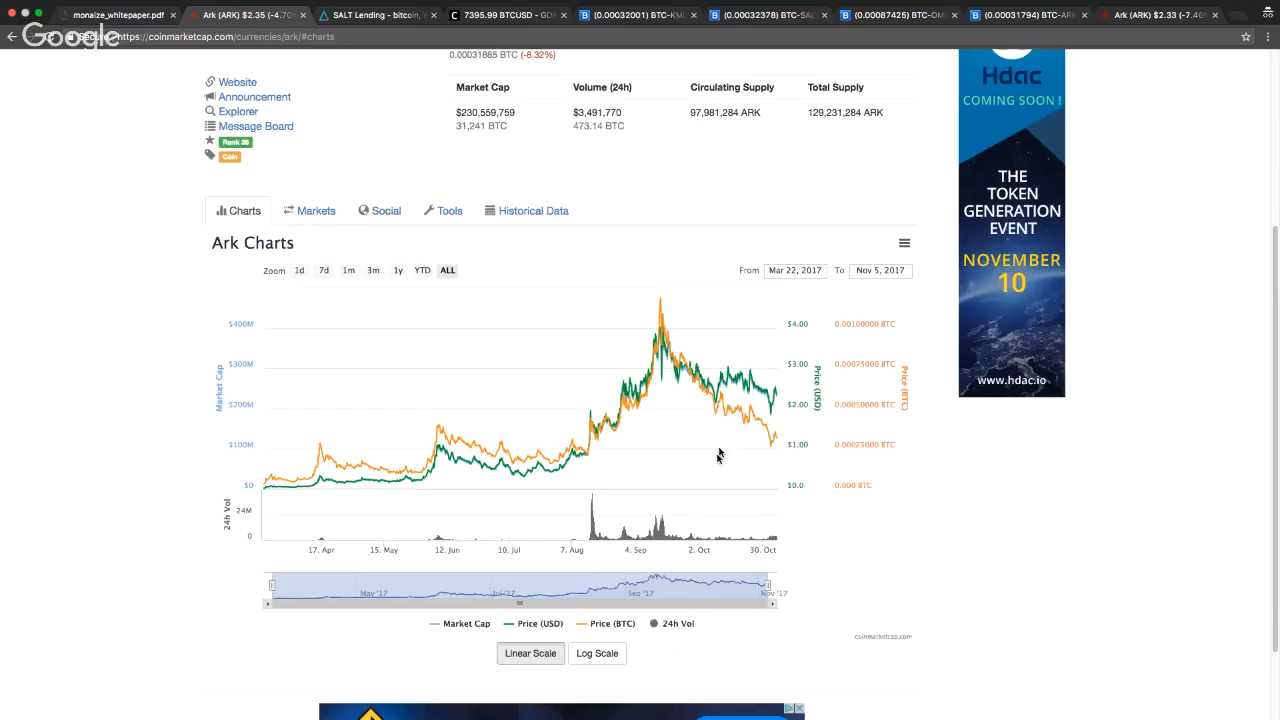 moneta_whitepaper.pdf
Ark (ARK) $2.35 (-4.70
SALT Lending - bitcoin,
7395.99 BTCUSD - GDA
(0.00032001) BTC-KM
(0.00032378) BTC-SAL
(0.00087425) BTC-OM
(0.00031794) BTC-AR
Ark (ARK) $2.33 (-7.46
https://coinmarketcap.com/currencies/ark/#charts
Google
0.00031885 BTC (-8.32%)
Website
Announcement
Explorer
Message Board
Rank 26
Coin
Market Cap Volume (24h) Circulating Supply Total Supply
$230,559,759 $3,491,770 97,981,284 ARK 129,231,284 ARK
31,241 BTC 473.14 BTC
Hdac
COMING SOON !
THE
TOKEN
GENERATION
EVENT
NOVEMBER
10
www.hdac.io
Charts Markets Social Tools Historical Data
Ark Charts
Zoom 1d 7d 1m 3m 1y YTD ALL
From Mar 22, 2017 To Nov 5, 2017
$400M $4.00 0.00100000 BTC
$300M $3.00 0.00075000 BTC
$200M $2.00 0.00050000 BTC
$100M $1.00 0.00025000 BTC
$0 $0.0 0.000 BTC
Market Cap
Price (USD)
Price (BTC)
24h Vol
24M
0
17. Apr 15. May 12. Jun 10. Jul 7. Aug 4. Sep 2. Oct 30. Oct
May '17 Jul '17 Sep '17 Nov '17
Market Cap Price (USD) Price (BTC) 24h Vol
coinmarketcap.com
Linear Scale Log Scale